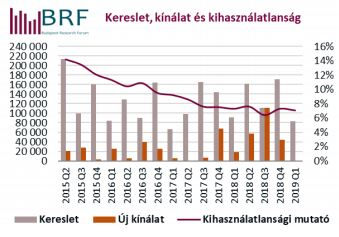 BRF
Budapest Research Forum
Kereslet, kínálat és kihasználatlanság
240 000
220 000
200 000
180 000
160 000
140 000
120 000
100 000
80 000
60 000
40 000
20 000
0
16%
14%
12%
10%
8%
6%
4%
2%
0%
2015 Q2
2015 Q3
2015 Q4
2016 Q1
2016 Q2
2016 Q3
2016 Q4
2017 Q1
2017 Q2
2017 Q3
2017 Q4
2018 Q1
2018 Q2
2018 Q3
2018 Q4
2019 Q1
Kereslet
Új kínálat
Kihasználatlansági mutató